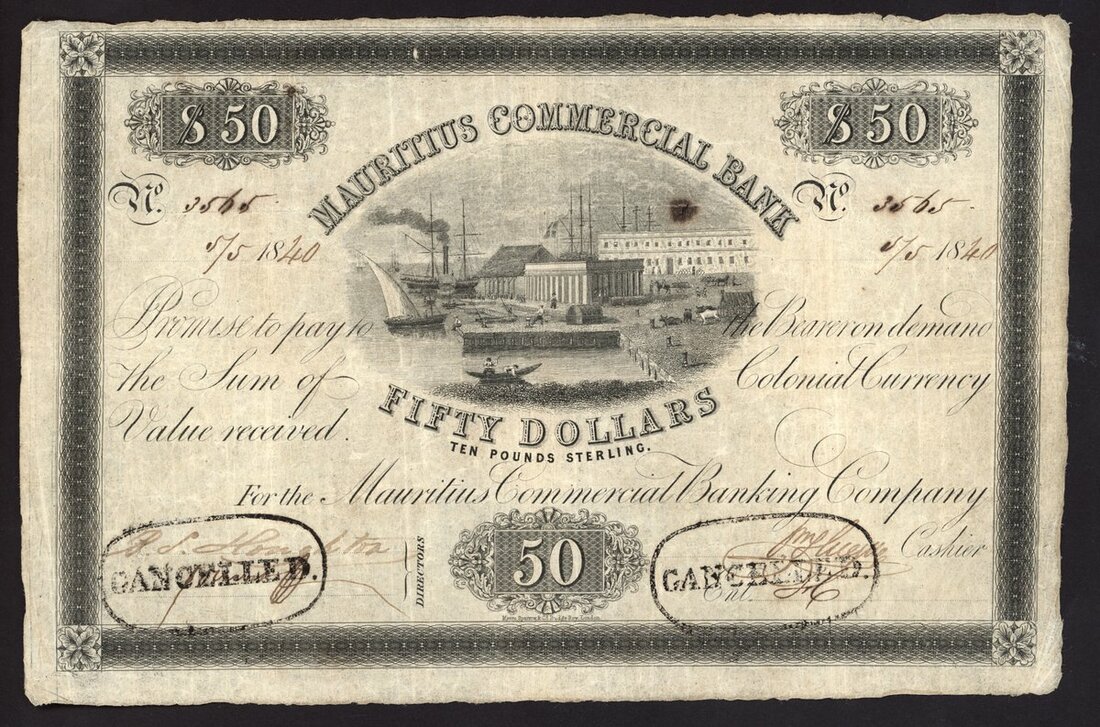 $ 50
$ 50
MAURITIUS COMMERCIAL BANK
No. 3565
No. 3565
5/5 1840
5/5 1840
Promise to pay to the Bearer on demand
the Sum of Colonial Currency
FIFTY DOLLARS
Value received.
TEN POUNDS STERLING.
For the Mauritius Commercial Banking Company
DIRECTORS
Cashier
CANCELLED.
50
CANCELLED.
Ent.